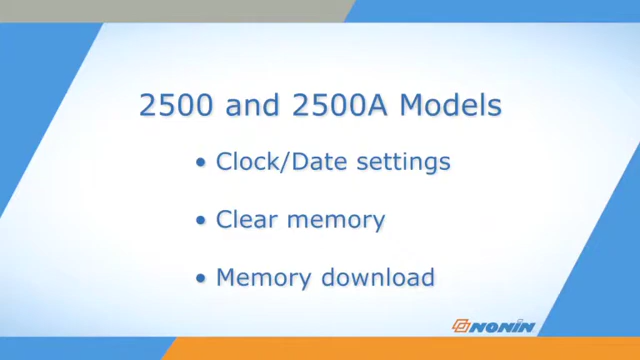 2500 and 2500A Models
• Clock/Date settings
• Clear memory
• Memory download
NONIN